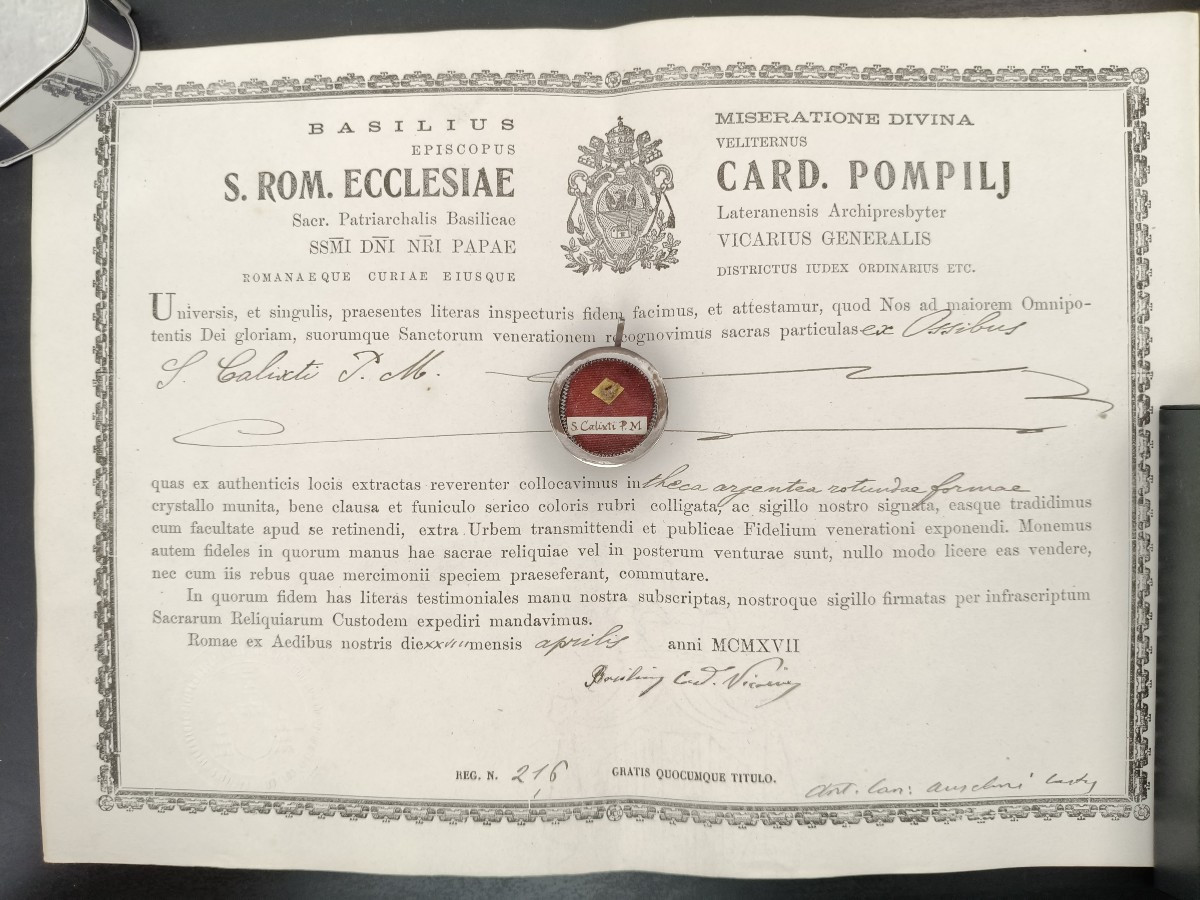 BASILIUS MISERATIONE DIVINA
EPISCOPUS VELITERNUS
S. ROM. ECCLESIAE CARD. POMPILJ
Sacr. Patriarchalis Basilicae Lateranensis Archipresbyter
SSM̄I DN̄I NR̄I PAPAE VICARIUS GENERALIS
ROMANAEQUE CURIAE EIUSQUE DISTRICTUS IUDEX ORDINARIUS ETC.
Universis, et singulis, praesentes literas inspecturis fidem facimus, et attestamur, quod Nos ad maiorem Omnipo-
tentis Dei gloriam, suorumque Sanctorum venerationem recognovimus sacras particulas ex Ossibus
S. Calixti P. M.
S. Calixti P. M
quas ex authenticis locis extractas reverenter collocavimus in theca argentea rotundae formae
crystallo munita, bene clausa et funiculo serico coloris rubri colligata, ac sigillo nostro signata, easque tradidimus
cum facultate apud se retinendi, extra Urbem transmittendi et publicae Fidelium venerationi exponendi. Monemus
autem fideles in quorum manus hae sacrae reliquiae vel in posterum venturae sunt, nullo modo licere eas vendere,
nec cum iis rebus quae mercimonii speciem praeseferant, commutare.
In quorum fidem has literas testimoniales manu nostra subscriptas, nostroque sigillo firmatas per infrascriptum
Sacrarum Reliquiarum Custodem expediri mandavimus.
Romae ex Aedibus nostris die xxviii mensis aprilis anni MCMXVII
Basilius Card. Vicarius
REG. N. 216 GRATIS QUOCUMQUE TITULO.
Can: Anselmi